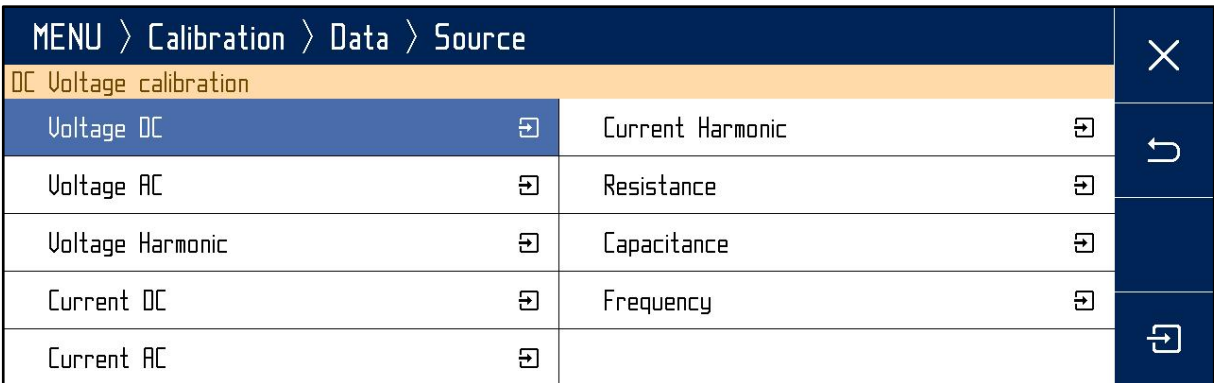 MENU > Calibration > Data > Source
DC Voltage calibration
Voltage DC
Voltage AC
Voltage Harmonic
Current DC
Current AC
Current Harmonic
Resistance
Capacitance
Frequency